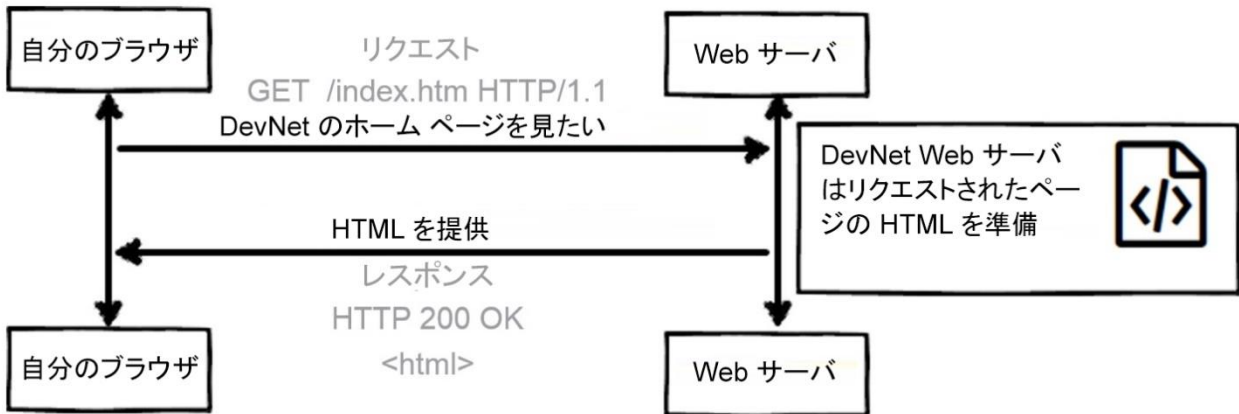 自分のブラウザ
リクエスト
Web サーバ
GET /index.htm HTTP/1.1
DevNet のホーム ページを見たい
DevNet Web サーバ
はリクエストされたペー
ジの HTML を準備
</>
HTML を提供
レスポンス
HTTP 200 OK
<html>
自分のブラウザ
Web サーバ